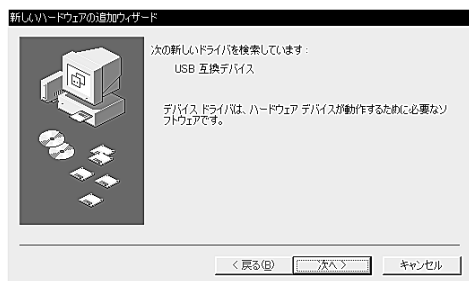 新しいハードウェアの追加ウィザード
次の新しいドライバを検索しています:
USB 互換デバイス
デバイス ドライバは、ハードウェア デバイスが動作するために必要なソ
フトウェアです。
< 戻る(B)
次へ >
キャンセル